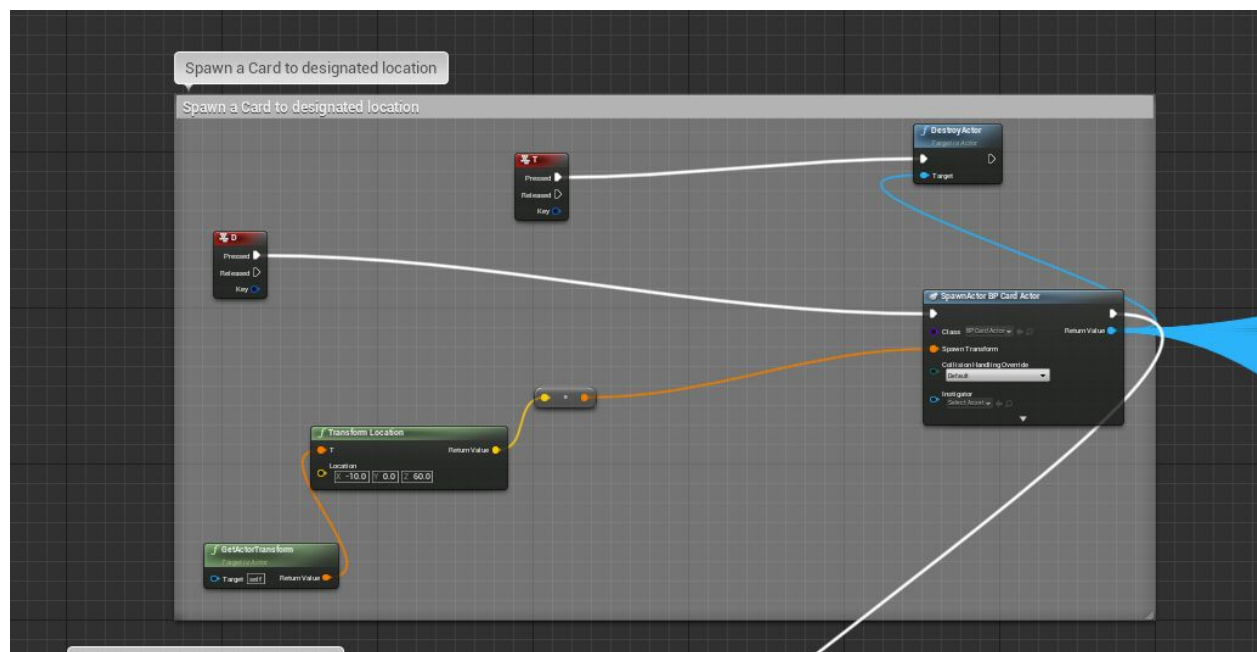 Spawn a Card to designated location
Spawn a Card to designated location
DestroyActor
Target is Actor
Target
T
Pressed
Released
Key
D
Pressed
Released
Key
SpawnActor BP Card Actor
Class BP Card Actor Return Value
Spawn Transform
Collision Handling Override
Default
Instigator
Select Asset
Transform Location
T Return Value
Location
X -10.0 Y 0.0 Z 60.0
GetActorTransform
Target is Actor
Target self Return Value